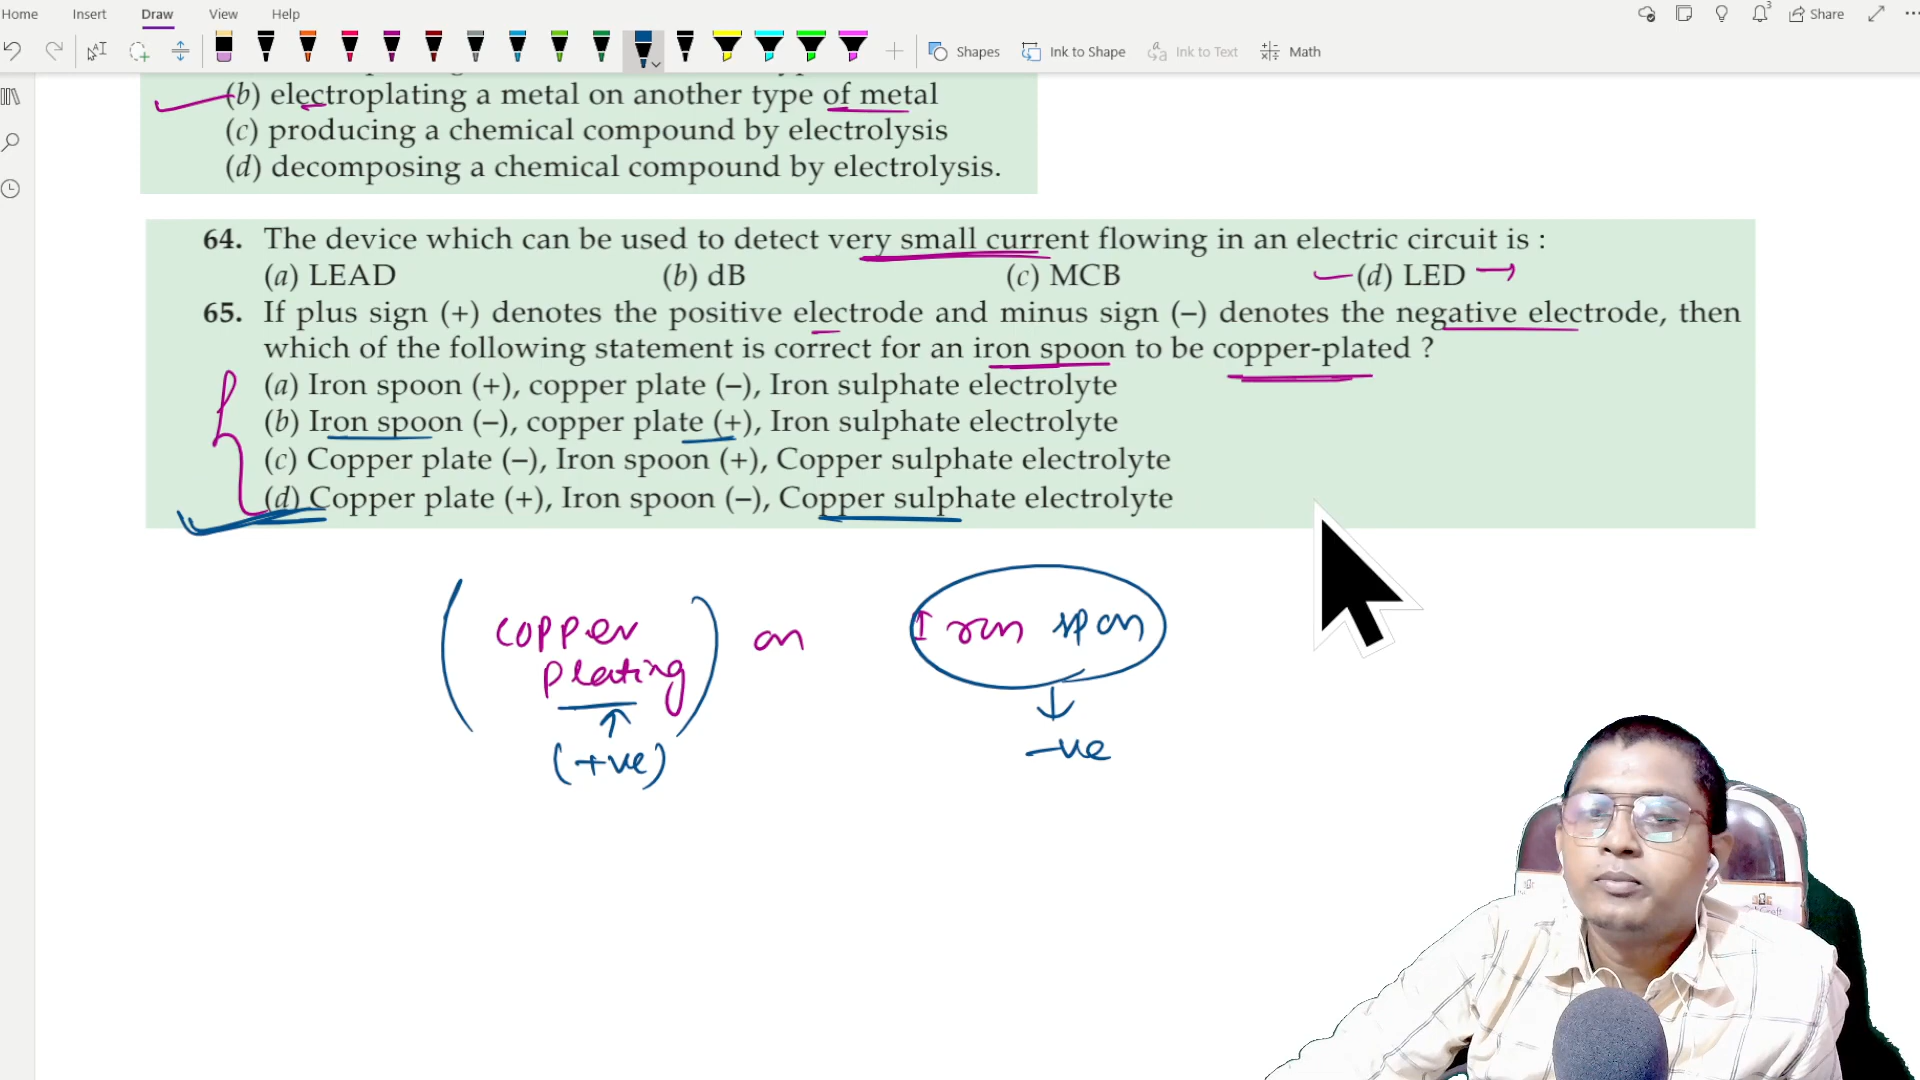 Home Insert Draw View Help
3 Share
Shapes Ink to Shape Ink to Text Math
(b) electroplating a metal on another type of metal
(c) producing a chemical compound by electrolysis
(d) decomposing a chemical compound by electrolysis.
64. The device which can be used to detect very small current flowing in an electric circuit is :
(a) LEAD (b) dB (c) MCB (d) LED
65. If plus sign (+) denotes the positive electrode and minus sign (–) denotes the negative electrode, then
which of the following statement is correct for an iron spoon to be copper-plated ?
(a) Iron spoon (+), copper plate (–), Iron sulphate electrolyte
(b) Iron spoon (–), copper plate (+), Iron sulphate electrolyte
(c) Copper plate (–), Iron spoon (+), Copper sulphate electrolyte
(d) Copper plate (+), Iron spoon (–), Copper sulphate electrolyte
copper plating on Iron spon
(+ve) -ve